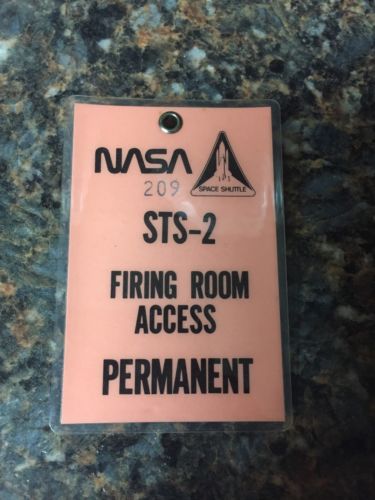 NASA
209
SPACE SHUTTLE
STS-2
FIRING ROOM
ACCESS
PERMANENT